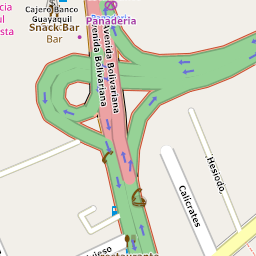 Cajero Banco
Guayaquil
Snack Bar
Bar
Panadería
Avenida Bolivariana
Avenida Bolivariana
Hesiodo
Calicrates